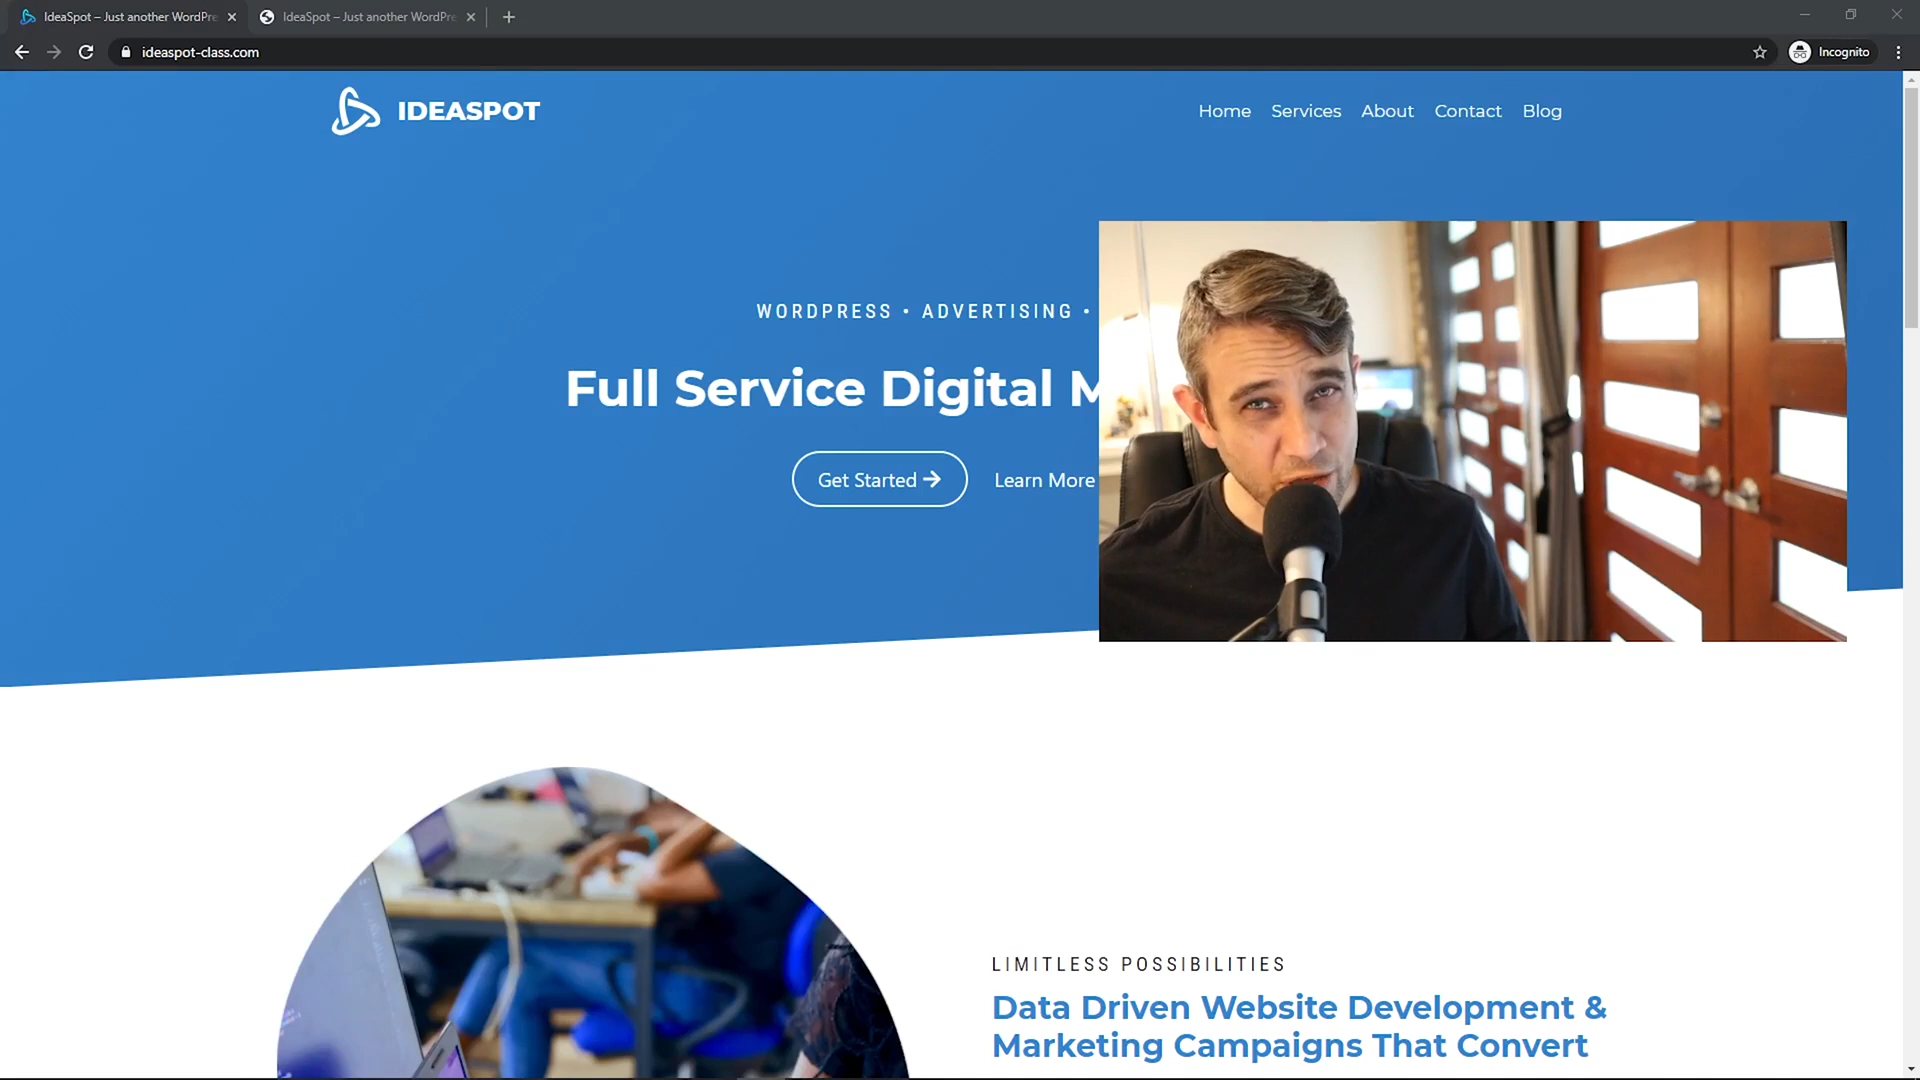 IdeaSpot – Just another WordPre
IdeaSpot – Just another WordPre
ideaspot-class.com
Incognito
IDEASPOT
Home Services About Contact Blog
WORDPRESS • ADVERTISING •
Full Service Digital M
Get Started Learn More
LIMITLESS POSSIBILITIES
Data Driven Website Development &
Marketing Campaigns That Convert